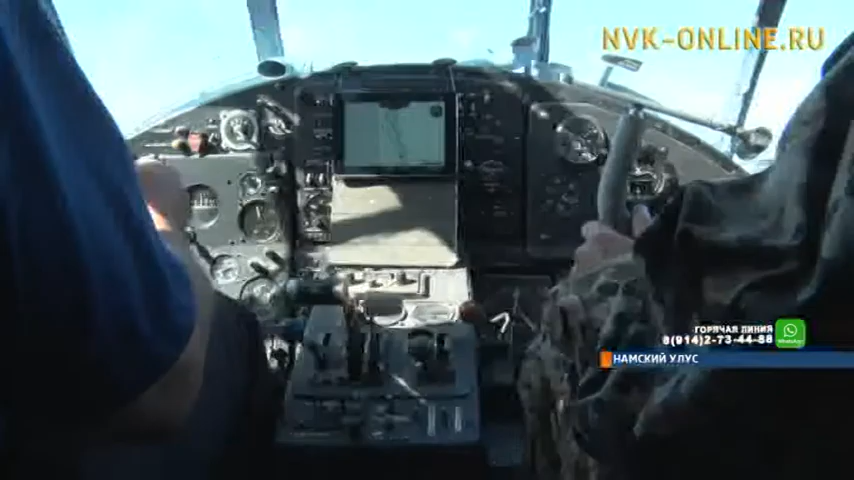 NVK-ONLINE.RU
ГОРЯЧАЯ ЛИНИЯ
8(914)2-73-44-88
WhatsApp
НАМСКИЙ УЛУС